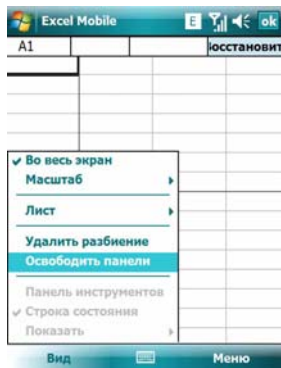 Excel Mobile E ok
A1 Восстановит
Во весь экран
Масштаб
Лист
Удалить разбиение
Освободить панели
Панель инструментов
Строка состояния
Показать
Вид Меню